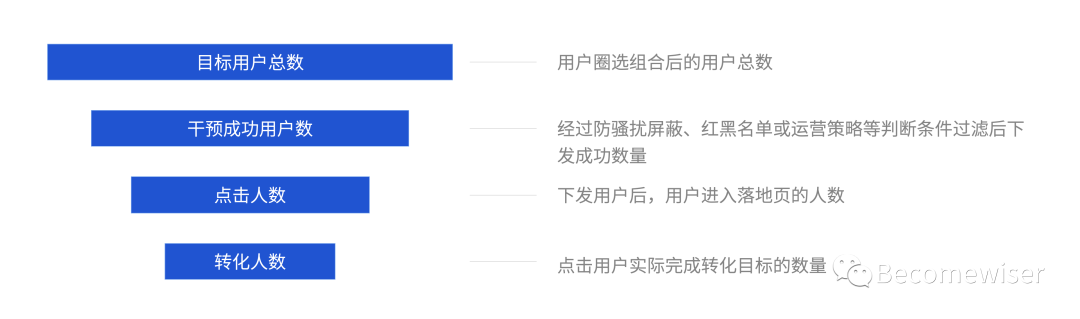 目标用户总数
用户圈选组合后的用户总数
干预成功用户数
经过防骚扰屏蔽、红黑名单或运营策略等判断条件过滤后下
发成功数量
点击人数
下发用户后，用户进入落地页的人数
转化人数
点击用户实际完成转化目标的数量
Becomewiser